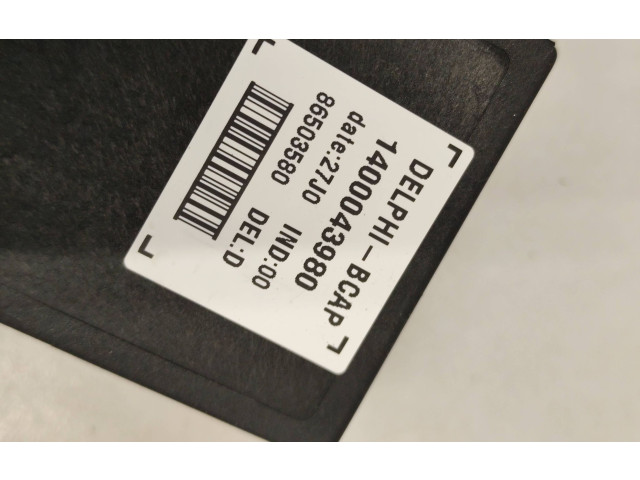 DELPHI-BCAP
1400043980
date:27J0 IND:00
86503580 DEL:D